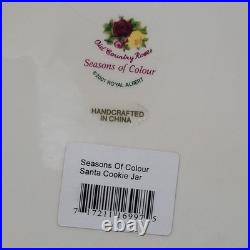 Old Country Roses
Seasons of Colour
©2001 ROYAL ALBERT
HANDCRAFTED
IN CHINA
Seasons Of Colour
Santa Cookie Jar